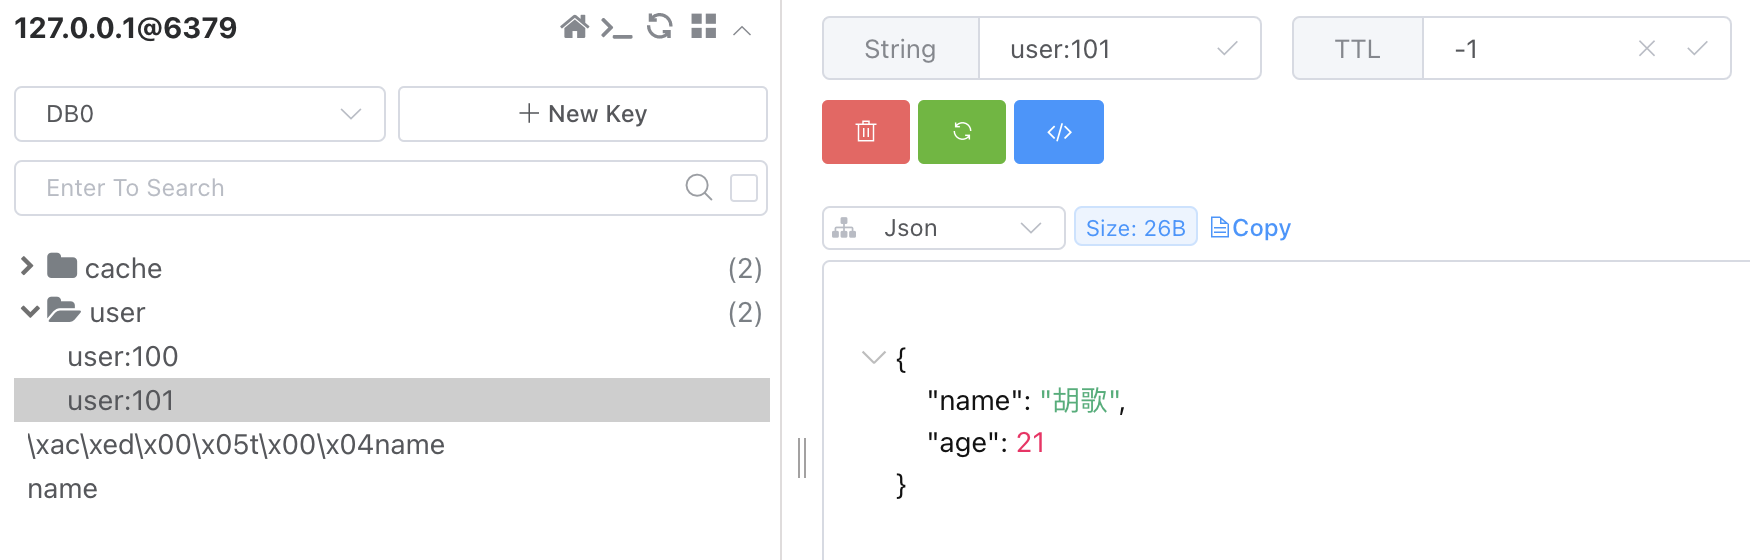 127.0.0.1@6379
DB0
New Key
Enter To Search
cache (2)
user (2)
user:100
user:101
\xac\xed\x00\x05t\x00\x04name
name
String user:101 TTL -1
Json Size: 26B Copy
{
"name": "胡歌",
"age": 21
}